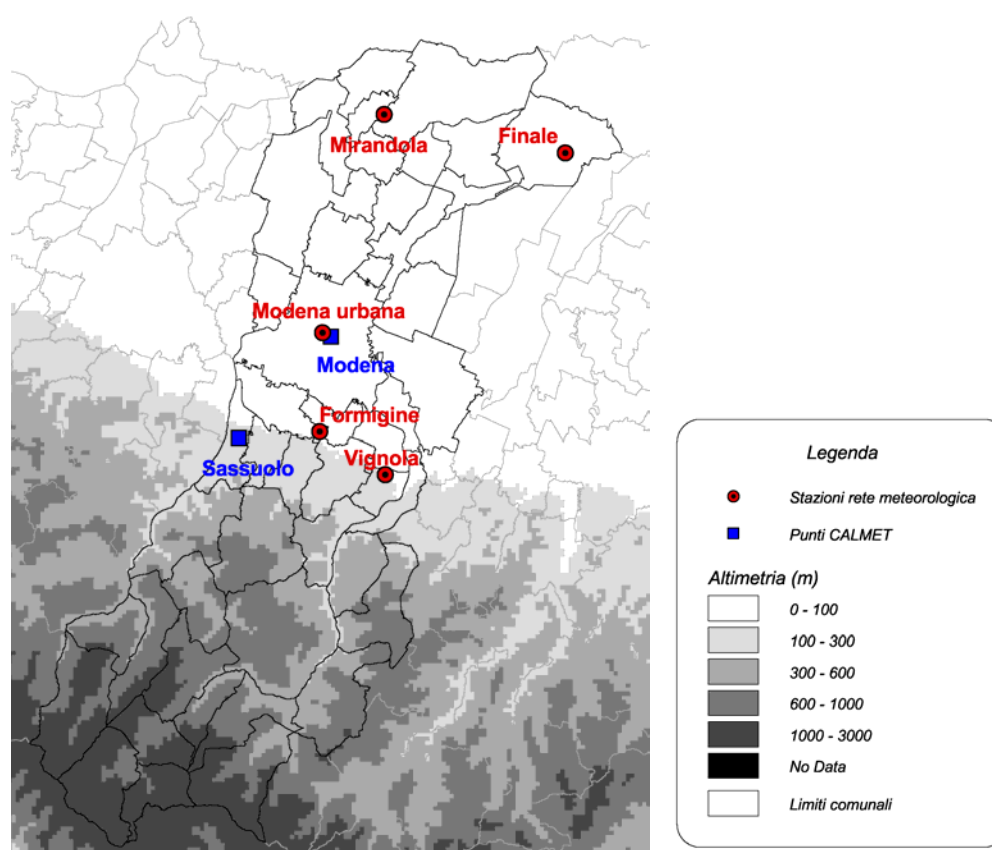 Mirandola
Finale
Modena urbana
Modena
Formigine
Sassuolo
Vignola
Legenda
Stazioni rete meteorologica
Punti CALMET
Altimetria (m)
0 - 100
100 - 300
300 - 600
600 - 1000
1000 - 3000
No Data
Limiti comunali